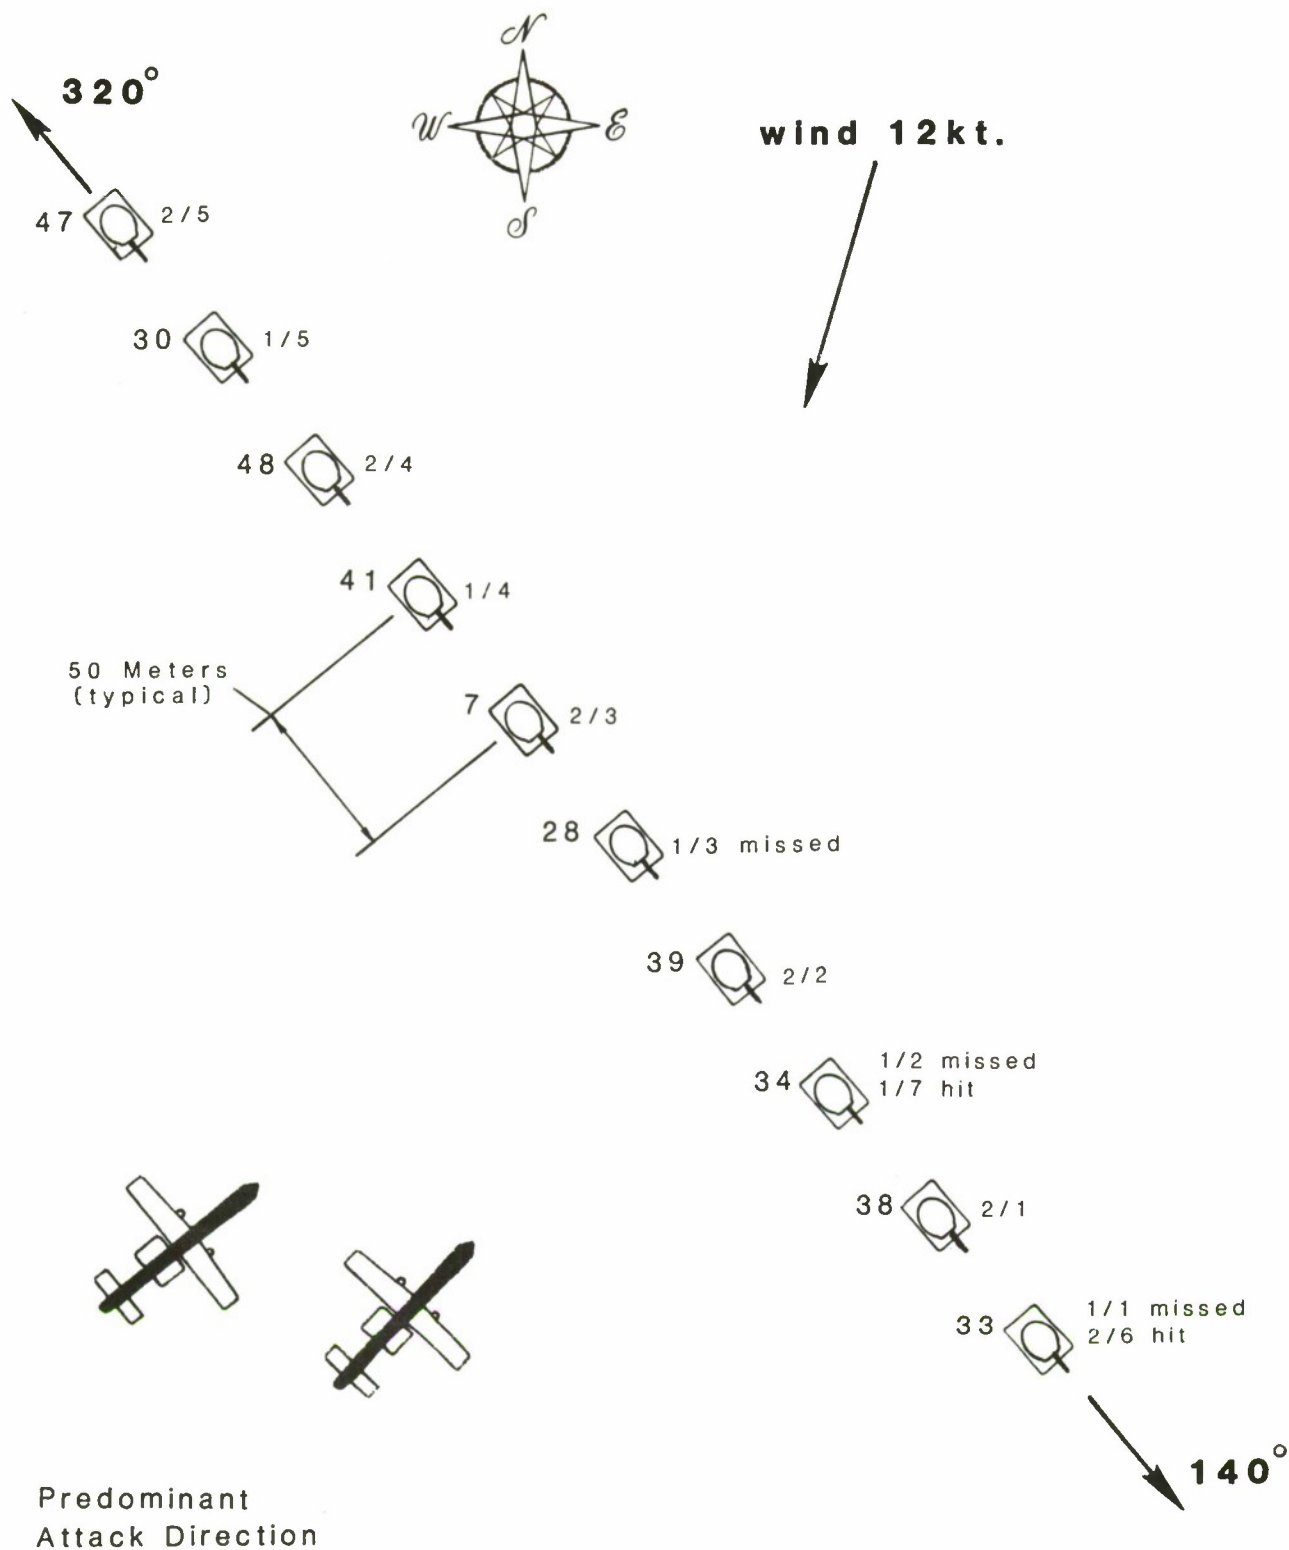 N
320°
W E
wind 12kt.
S
47 2/5
30 1/5
48 2/4
41 1/4
50 Meters
(typical)
7 2/3
28 1/3 missed
39 2/2
34 1/2 missed
1/7 hit
38 2/1
33 1/1 missed
2/6 hit
140°
Predominant
Attack Direction